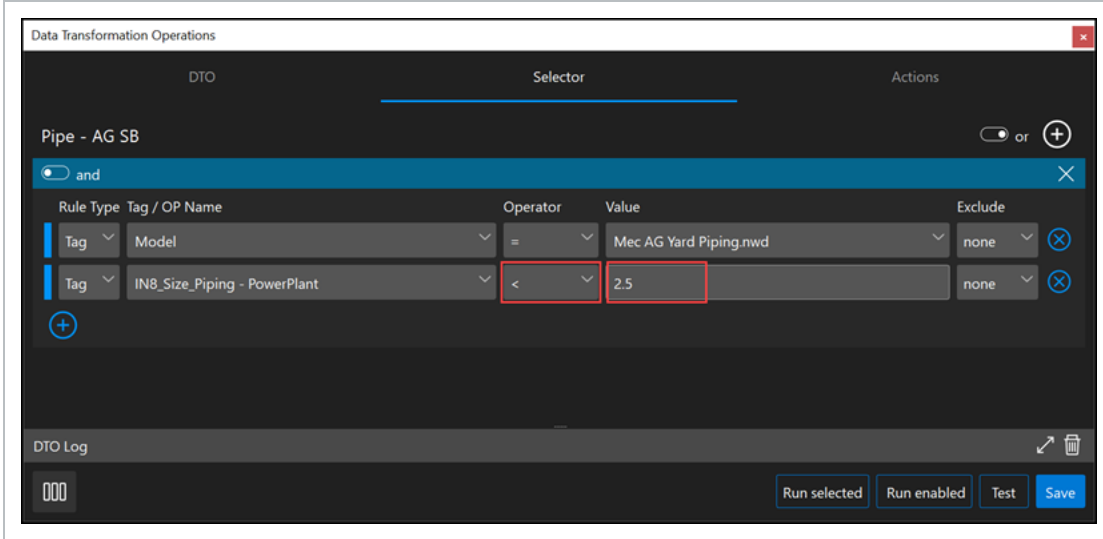 Data Transformation Operations
DTO Selector Actions
Pipe - AG SB or
and
Rule Type Tag / OP Name Operator Value Exclude
Tag Model = Mec AG Yard Piping.nwd none
Tag IN8_Size_Piping - PowerPlant < 2.5 none
DTO Log
Run selected Run enabled Test Save